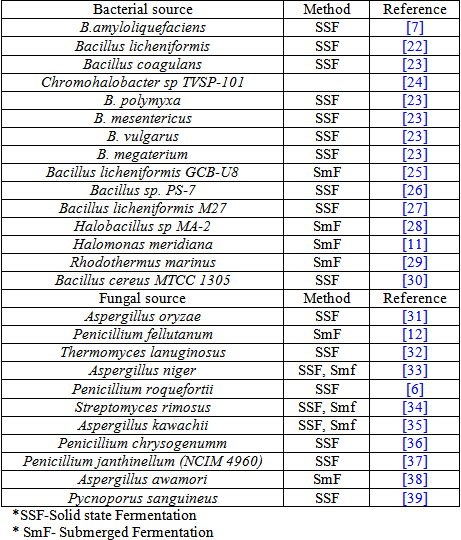 Bacterial source Method Reference
B.amyloliquefaciens SSF [7]
Bacillus licheniformis SSF [22]
Bacillus coagulans SSF [23]
Chromohalobacter sp TVSP-101 [24]
B. polymyxa SSF [23]
B. mesentericus SSF [23]
B. vulgarus SSF [23]
B. megaterium SSF [23]
Bacillus licheniformis GCB-U8 SmF [25]
Bacillus sp. PS-7 SSF [26]
Bacillus licheniformis M27 SSF [27]
Halobacillus sp MA-2 SmF [28]
Halomonas meridiana SmF [11]
Rhodothermus marinus SmF [29]
Bacillus cereus MTCC 1305 SSF [30]
Fungal source Method Reference
Aspergillus oryzae SSF [31]
Penicillium fellutanum SmF [12]
Thermomyces lanuginosus SSF [32]
Aspergillus niger SSF, Smf [33]
Penicillium roquefortii SSF [6]
Streptomyces rimosus SSF, Smf [34]
Aspergillus kawachii SSF, Smf [35]
Penicillium chrysogenumm SSF [36]
Penicillium janthinellum (NCIM 4960) SSF [37]
Aspergillus awamori SmF [38]
Pycnoporus sanguineus SSF [39]
*SSF-Solid state Fermentation
* SmF- Submerged Fermentation